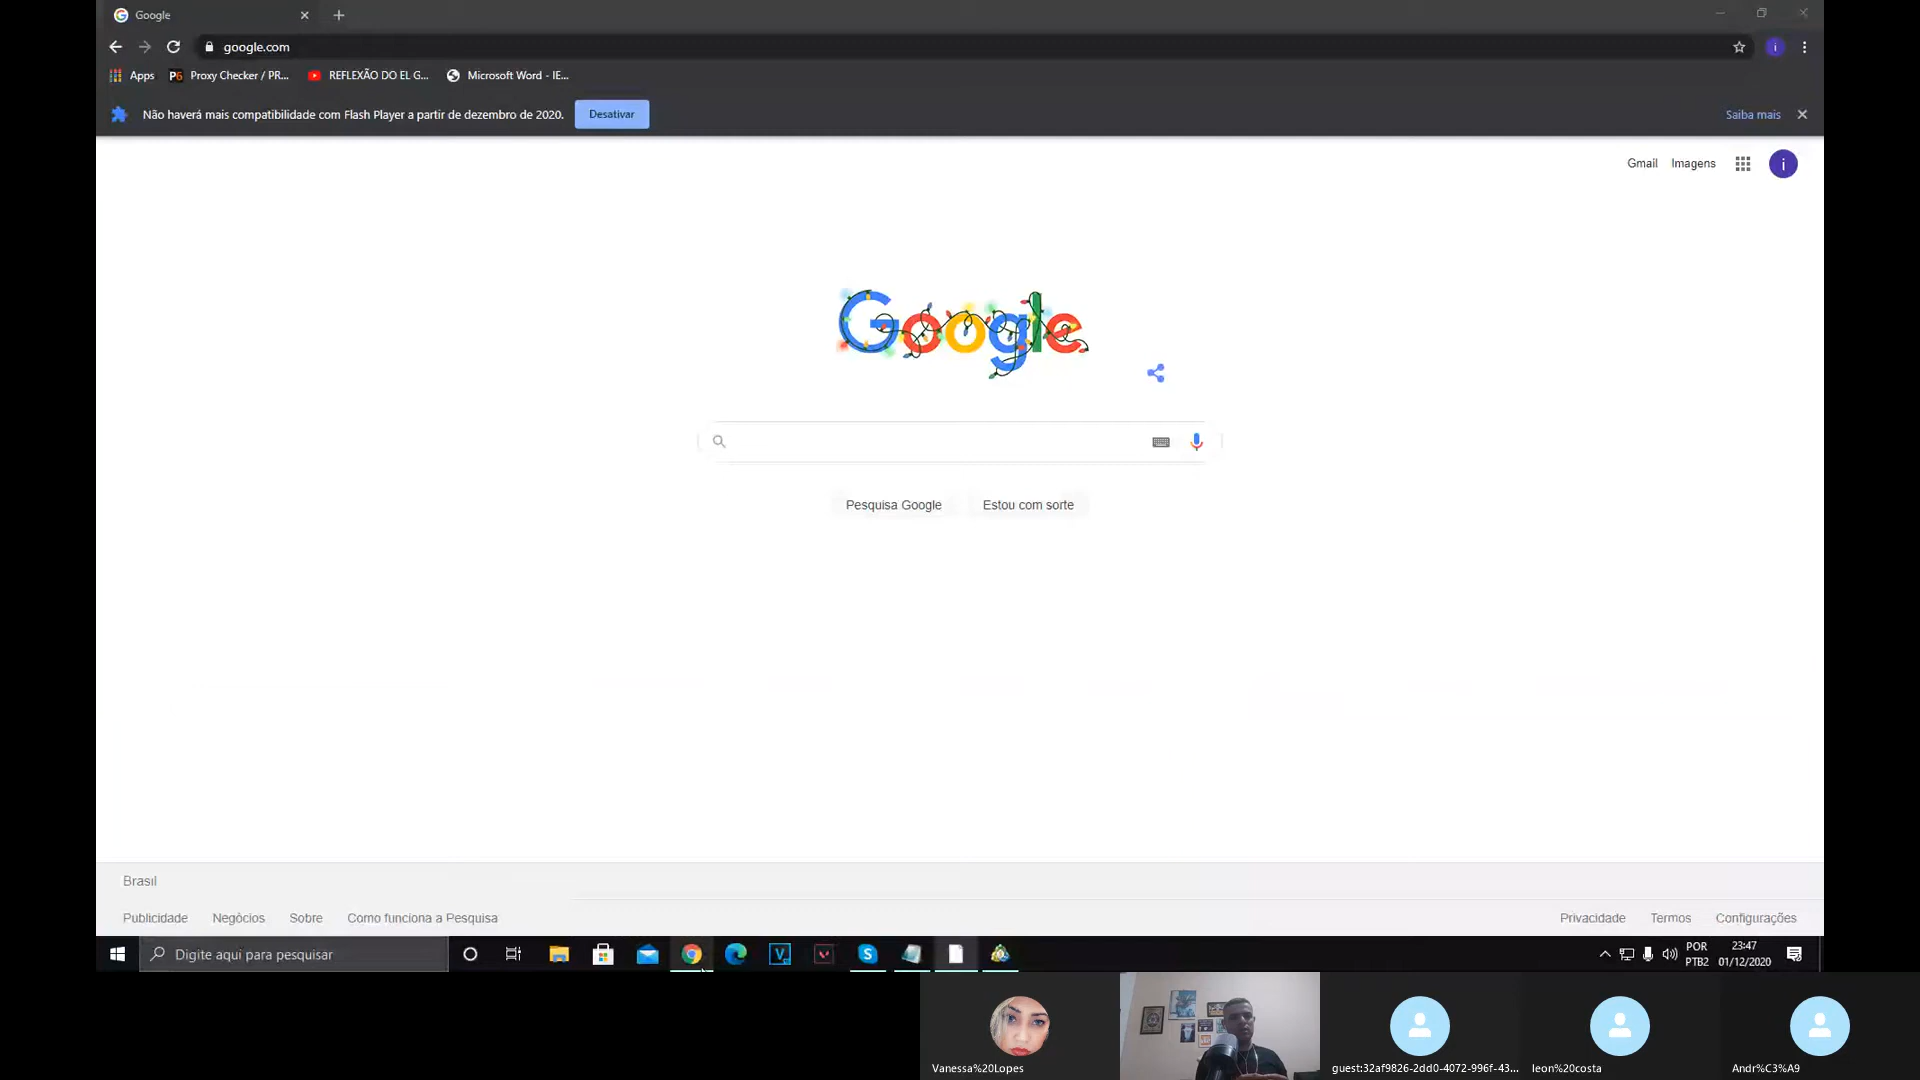 Google
google.com
Apps
Proxy Checker / PR...
REFLEXÃO DO EL G...
Microsoft Word - IE...
Não haverá mais compatibilidade com Flash Player a partir de dezembro de 2020.
Desativar
Saiba mais
Gmail
Imagens
i
Google
Pesquisa Google
Estou com sorte
Brasil
Publicidade
Negócios
Sobre
Como funciona a Pesquisa
Privacidade
Termos
Configurações
Digite aqui para pesquisar
POR
PTB2
23:47
01/12/2020
Vanessa%20Lopes
guest:32af9826-2dd0-4072-996f-43...
leon%20costa
Andr%C3%A9